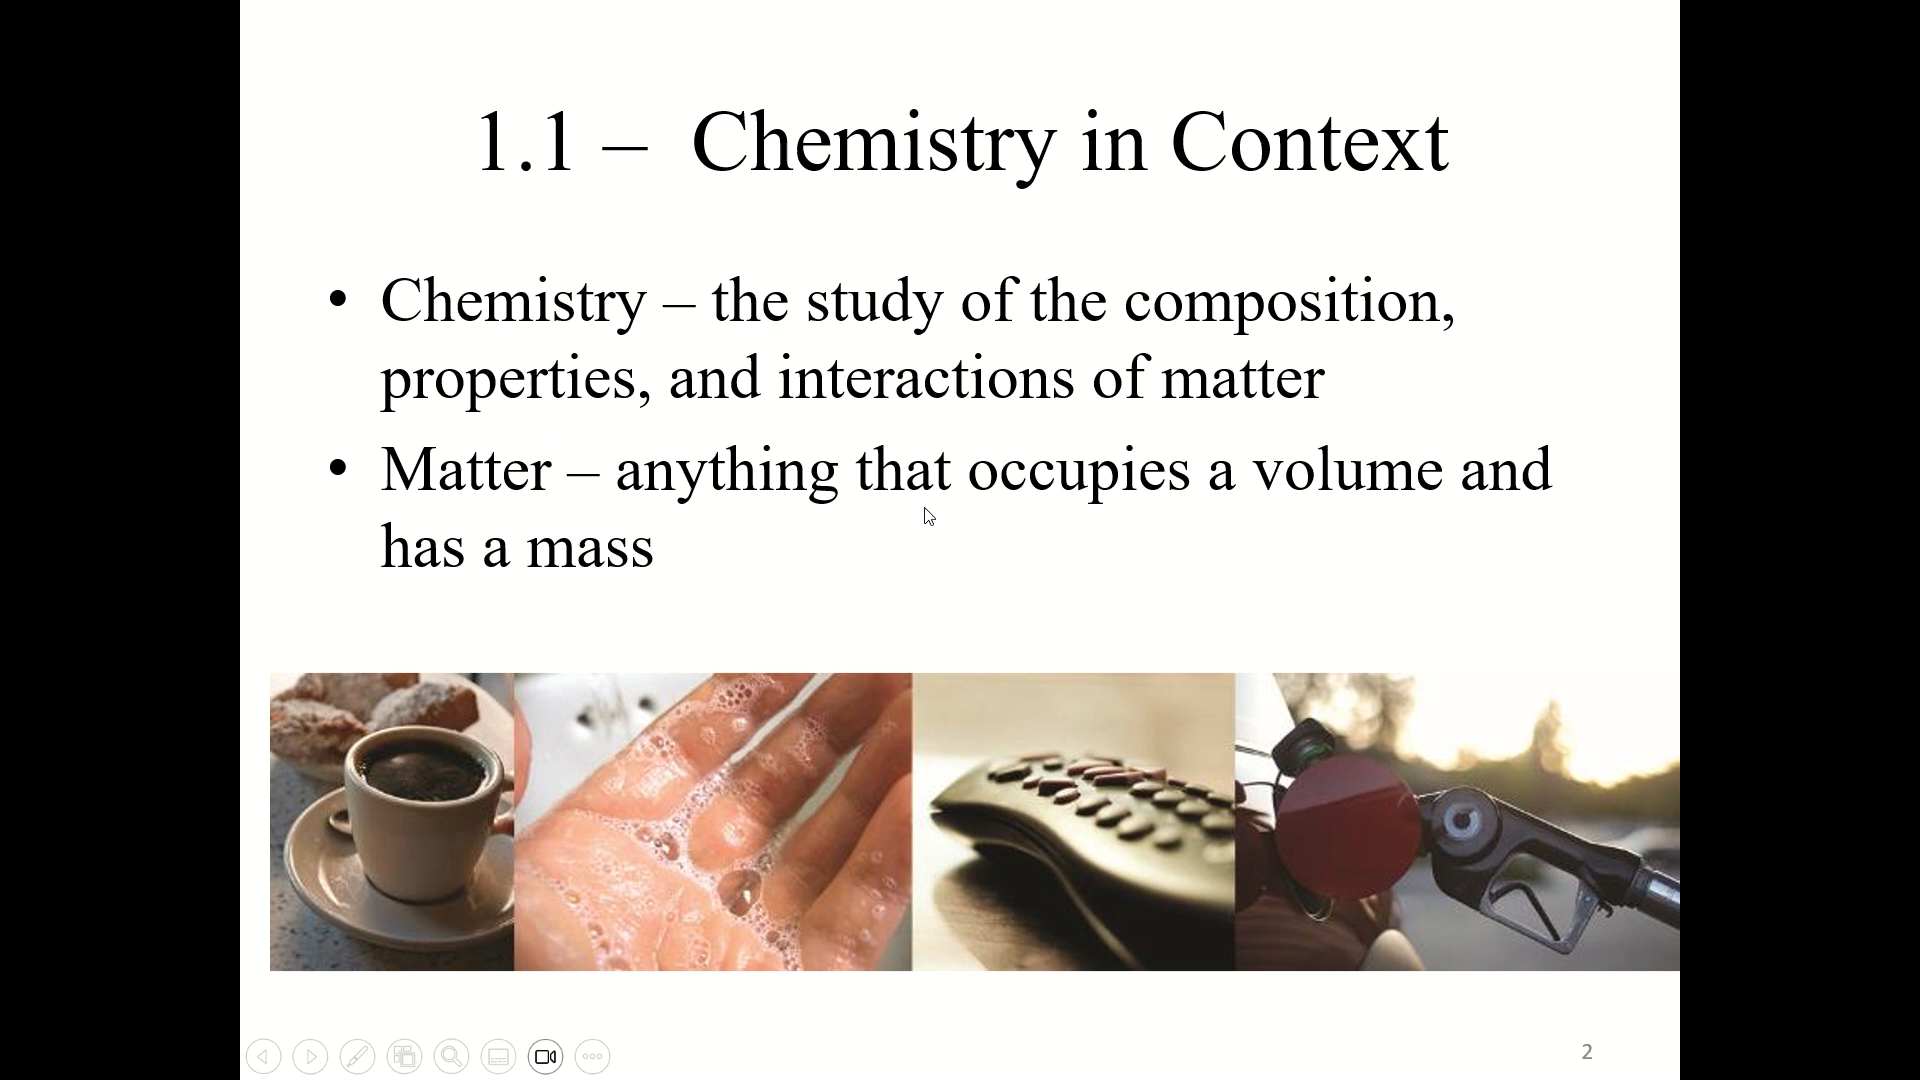 1.1 –  Chemistry in Context
• Chemistry – the study of the composition,
properties, and interactions of matter
• Matter – anything that occupies a volume and
has a mass
2